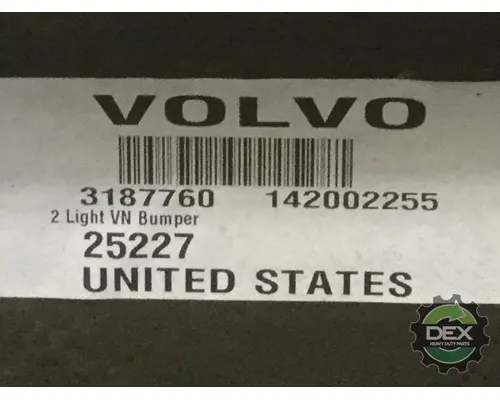 VOLVO
3187760 142002255
2 Light VN Bumper
25227
UNITED STATES
DEX
HEAVY DUTY PARTS